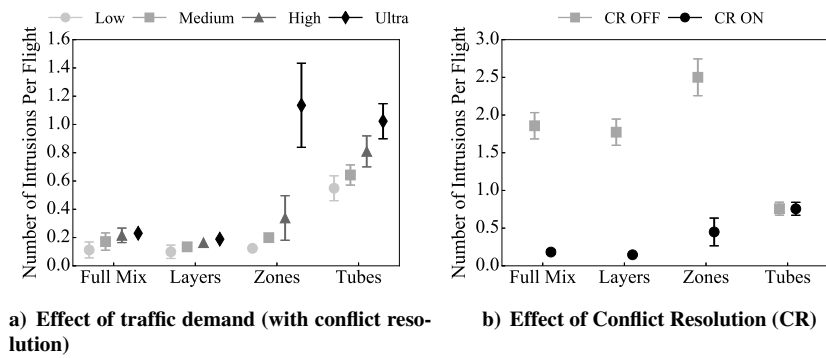 Low Medium High Ultra
Number of Intrusions Per Flight
1.6
1.4
1.2
1.0
0.8
0.6
0.4
0.2
0.0
Full Mix Layers Zones Tubes
a) Effect of traffic demand (with conflict reso-
lution)
CR OFF CR ON
Number of Intrusions Per Flight
3.0
2.5
2.0
1.5
1.0
0.5
0.0
Full Mix Layers Zones Tubes
b) Effect of Conflict Resolution (CR)